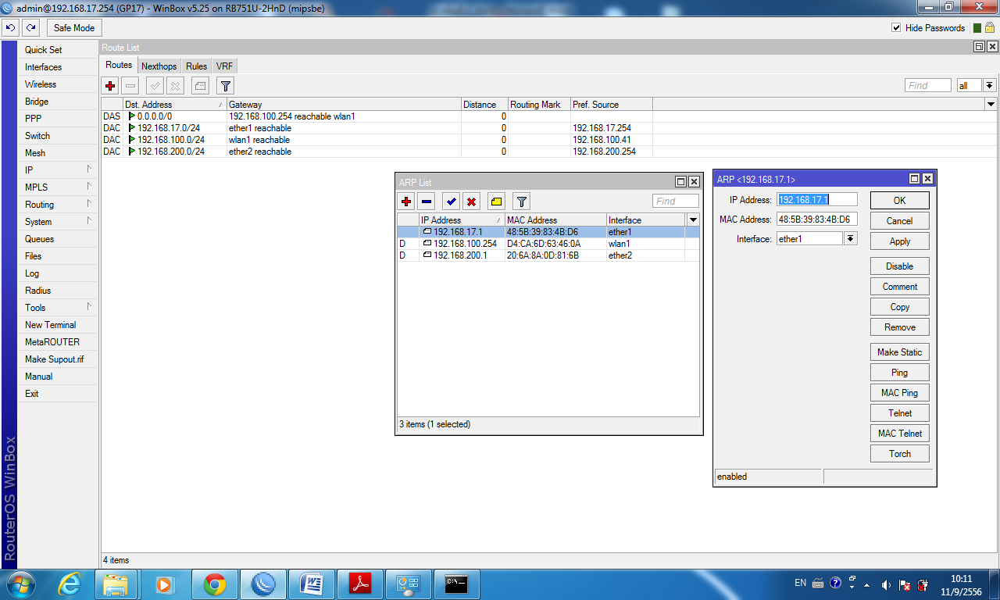 admin@192.168.17.254 (GP17) - WinBox v5.25 on RB751U-2HnD (mipsbe)
Safe Mode
Hide Passwords
Quick Set
Interfaces
Wireless
Bridge
PPP
Switch
Mesh
IP
MPLS
Routing
System
Queues
Files
Log
Radius
Tools
New Terminal
MetaROUTER
Make Supout.rif
Manual
Exit
RouterOS WinBox
Route List
Routes Nexthops Rules VRF
Find all
Dst. Address Gateway Distance Routing Mark Pref. Source
DAS 0.0.0.0/0 192.168.100.254 reachable wlan1 0
DAC 192.168.17.0/24 ether1 reachable 0 192.168.17.254
DAC 192.168.100.0/24 wlan1 reachable 0 192.168.100.41
DAC 192.168.200.0/24 ether2 reachable 0 192.168.200.254
ARP List
Find
IP Address MAC Address Interface
192.168.17.1 48:5B:39:83:4B:D6 ether1
D 192.168.100.254 D4:CA:6D:63:46:0A wlan1
D 192.168.200.1 20:6A:8A:0D:81:6B ether2
3 items (1 selected)
ARP <192.168.17.1>
IP Address: 192.168.17.1
MAC Address: 48:5B:39:83:4B:D6
Interface: ether1
OK
Cancel
Apply
Disable
Comment
Copy
Remove
Make Static
Ping
MAC Ping
Telnet
MAC Telnet
Torch
enabled
4 items
C:\.
EN
10:11
11/9/2556